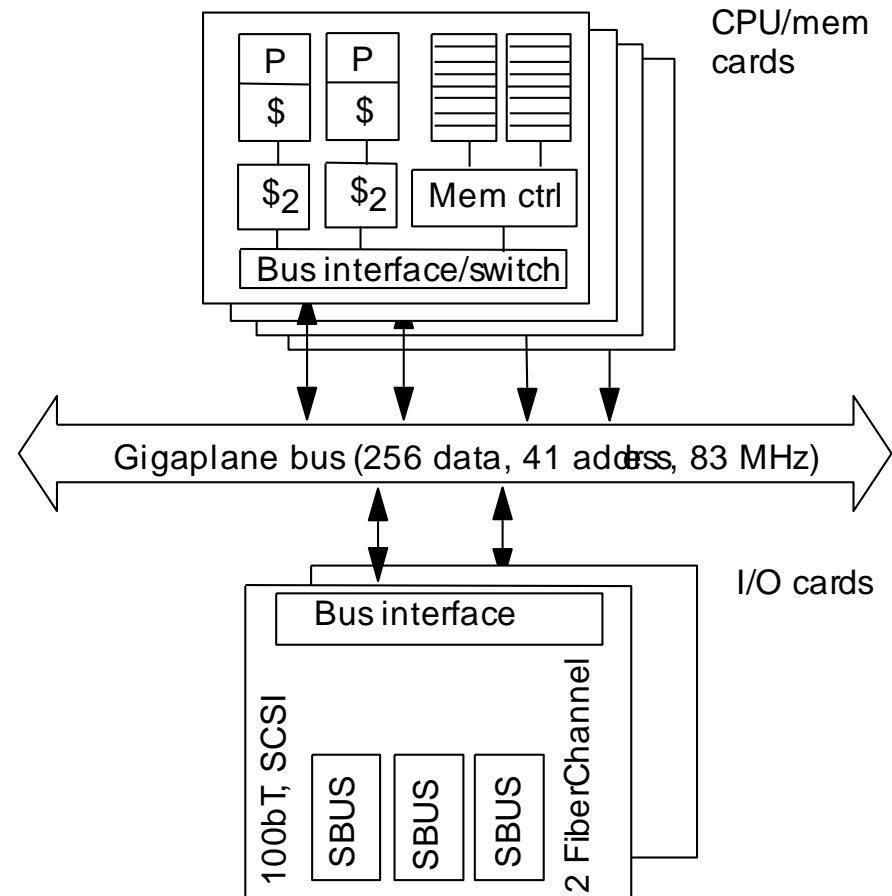 CPU/mem
cards
P P
$ $
$2 $2 Mem ctrl
Bus interface/switch
Gigaplane bus (256 data, 41 address, 83 MHz)
I/O cards
Bus interface
100bT, SCSI
SBUS
SBUS
SBUS
2 FiberChannel